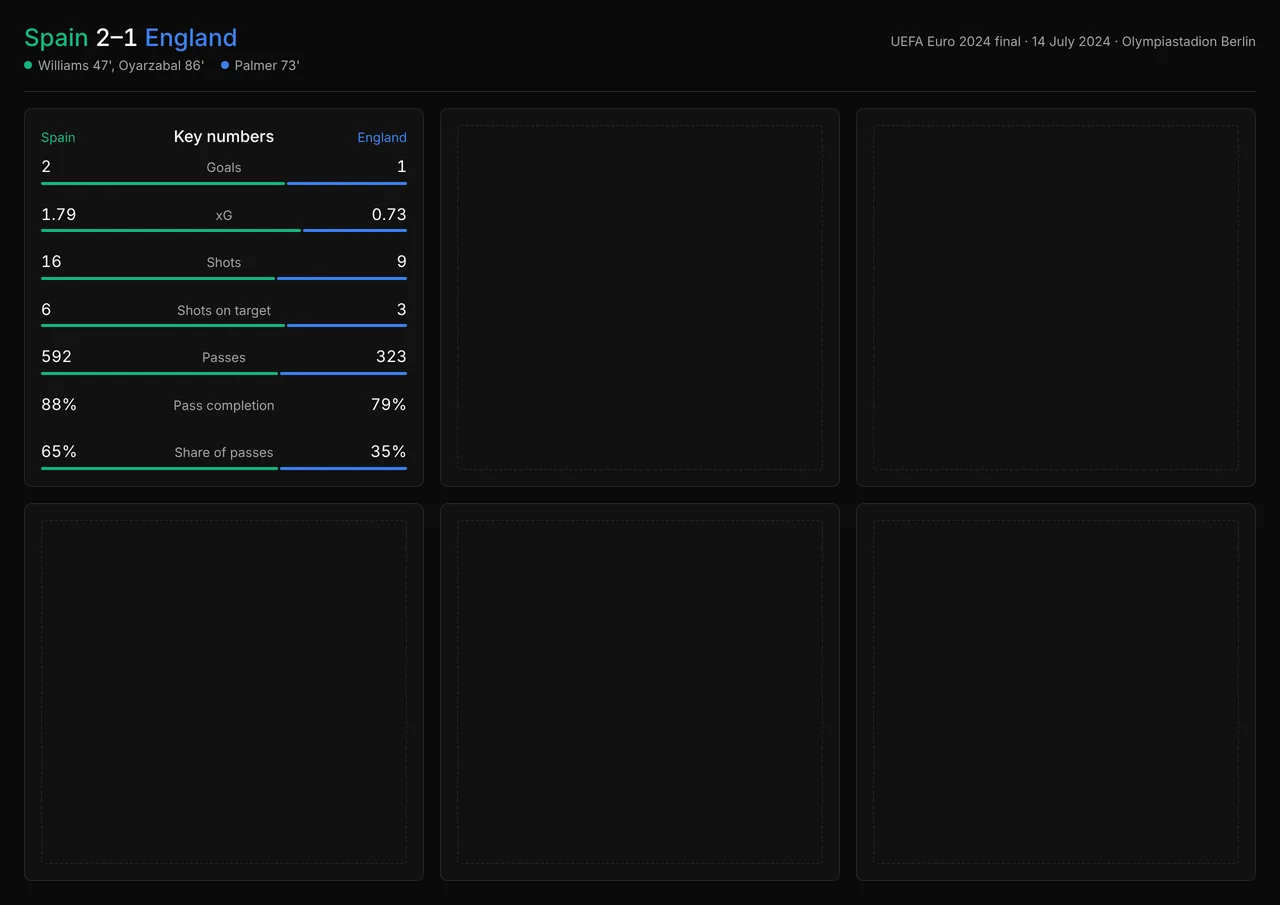 Spain 2–1 England
Williams 47', Oyarzabal 86' Palmer 73'
UEFA Euro 2024 final · 14 July 2024 · Olympiastadion Berlin
Spain Key numbers England
2 Goals 1
1.79 xG 0.73
16 Shots 9
6 Shots on target 3
592 Passes 323
88% Pass completion 79%
65% Share of passes 35%